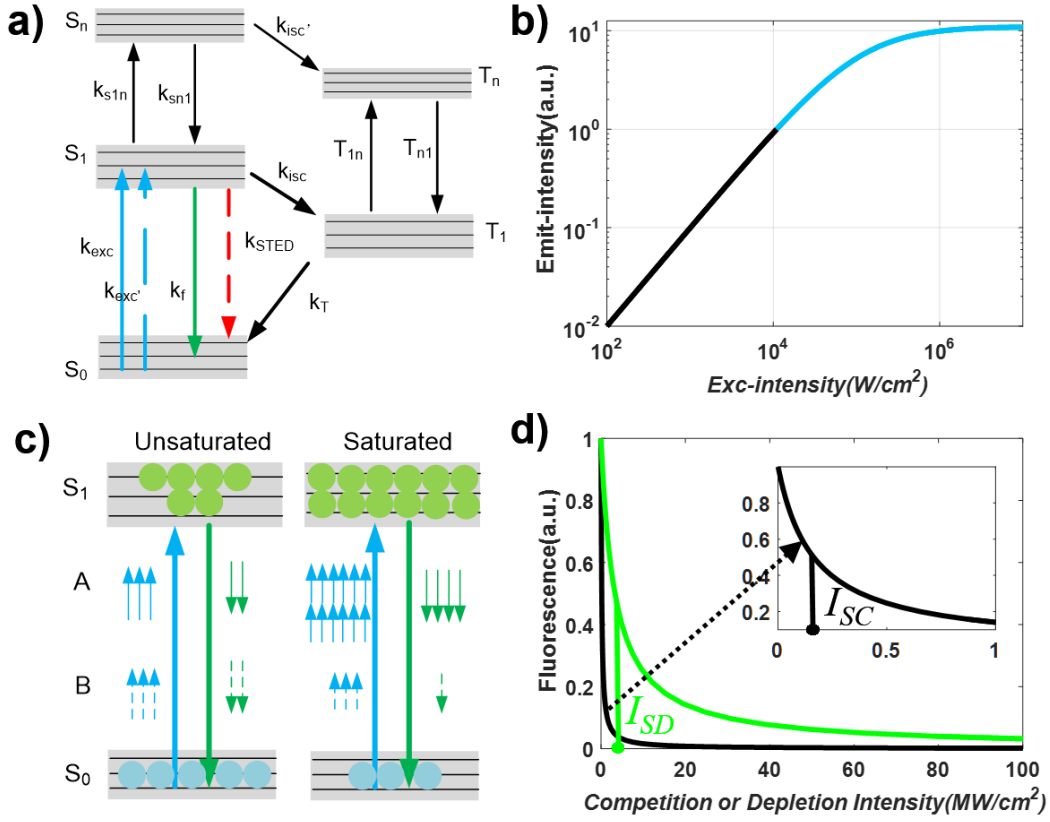 a)
Sn
kisc'
Tn
ks1n
ksn1
S1
T1n
Tn1
kisc
T1
kexc
kSTED
kexc'
kf
kT
S0
b)
Emit-intensity(a.u.)
10^1
10^0
10^-1
10^-2
10^2
10^4
10^6
Exc-intensity(W/cm^2)
c)
Unsaturated
Saturated
S1
A
B
S0
d)
Fluorescence(a.u.)
1
0.8
0.6
0.4
0.2
0
0
20
40
60
80
100
Competition or Depletion Intensity(MW/cm^2)
ISD
0.8
0.6
0.4
0.2
0
0.5
1
ISC